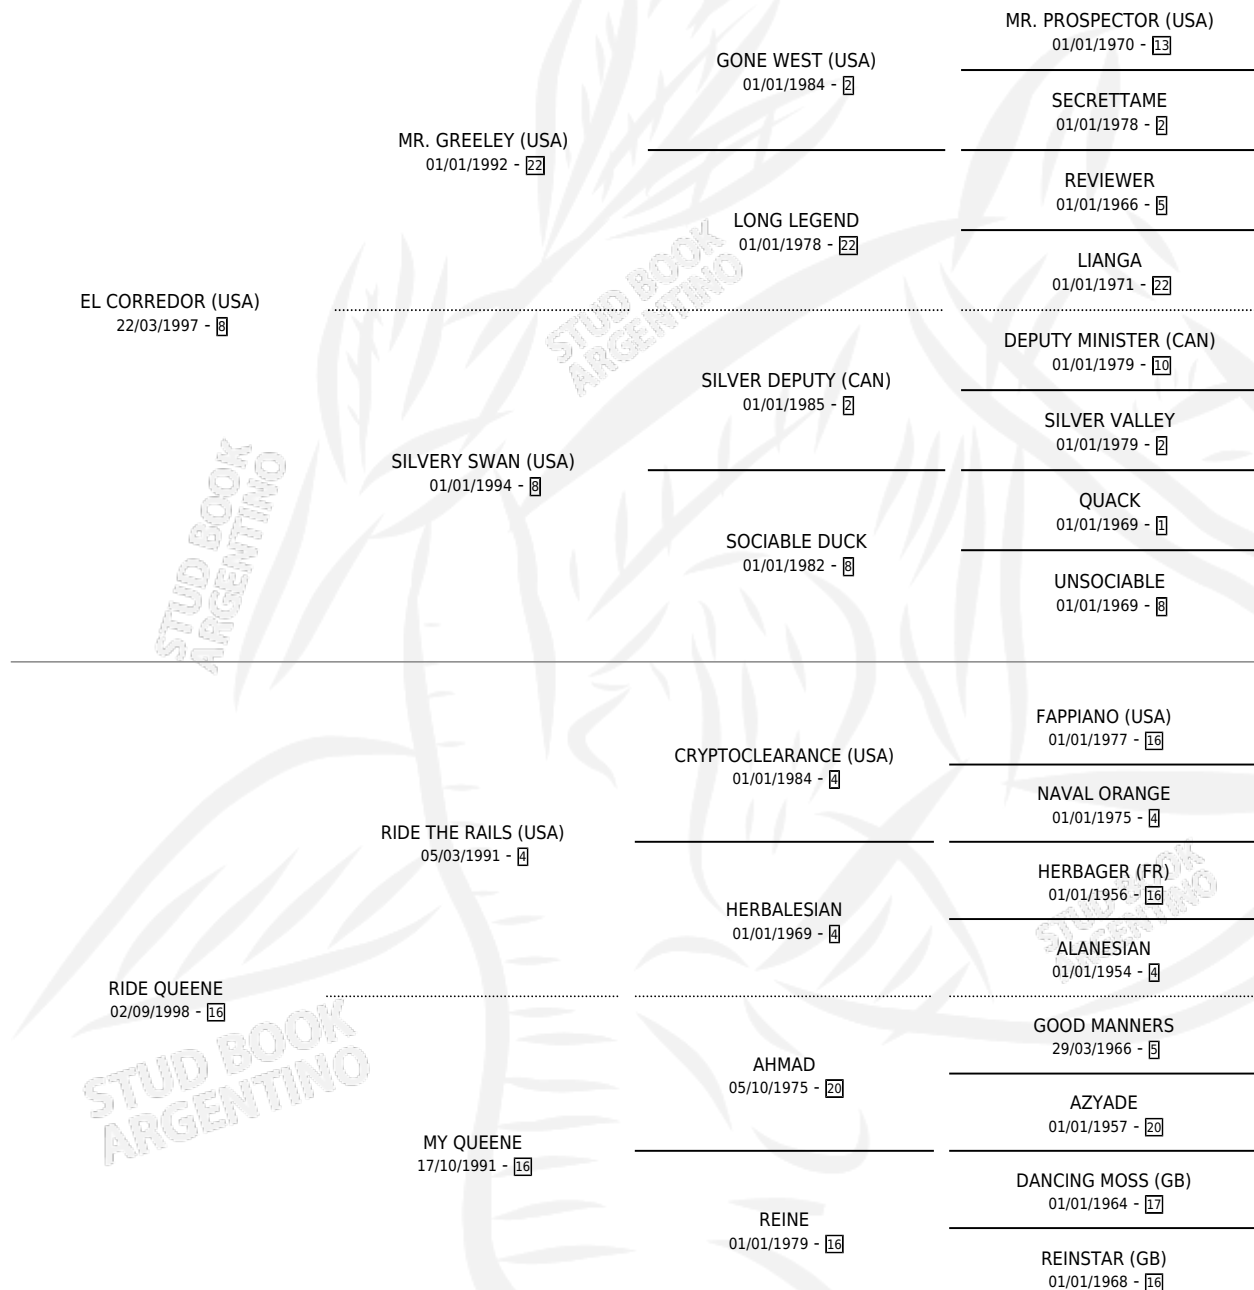 MR. PROSPECTOR (USA)
01/01/1970 - 13
GONE WEST (USA)
01/01/1984 - 2
SECRETTAME
01/01/1978 - 2
MR. GREELEY (USA)
01/01/1992 - 22
REVIEWER
01/01/1966 - 5
LONG LEGEND
01/01/1978 - 22
LIANGA
01/01/1971 - 22
EL CORREDOR (USA)
22/03/1997 - 8
DEPUTY MINISTER (CAN)
01/01/1979 - 10
SILVER DEPUTY (CAN)
01/01/1985 - 2
SILVER VALLEY
01/01/1979 - 2
SILVERY SWAN (USA)
01/01/1994 - 8
QUACK
01/01/1969 - 1
SOCIABLE DUCK
01/01/1982 - 8
UNSOCIABLE
01/01/1969 - 8
FAPPIANO (USA)
01/01/1977 - 16
CRYPTOCLEARANCE (USA)
01/01/1984 - 4
NAVAL ORANGE
01/01/1975 - 4
RIDE THE RAILS (USA)
05/03/1991 - 4
HERBAGER (FR)
01/01/1956 - 16
HERBALESIAN
01/01/1969 - 4
ALANESIAN
01/01/1954 - 4
RIDE QUEENE
02/09/1998 - 16
GOOD MANNERS
29/03/1966 - 5
AHMAD
05/10/1975 - 20
AZYADE
01/01/1957 - 20
MY QUEENE
17/10/1991 - 16
DANCING MOSS (GB)
01/01/1964 - 17
REINE
01/01/1979 - 16
REINSTAR (GB)
01/01/1968 - 16
STUD BOOK
ARGENTINO
STUD BOOK
ARGENTINO
STUD BOOK
ARGENTINO
STUD BOOK
ARGENTINO